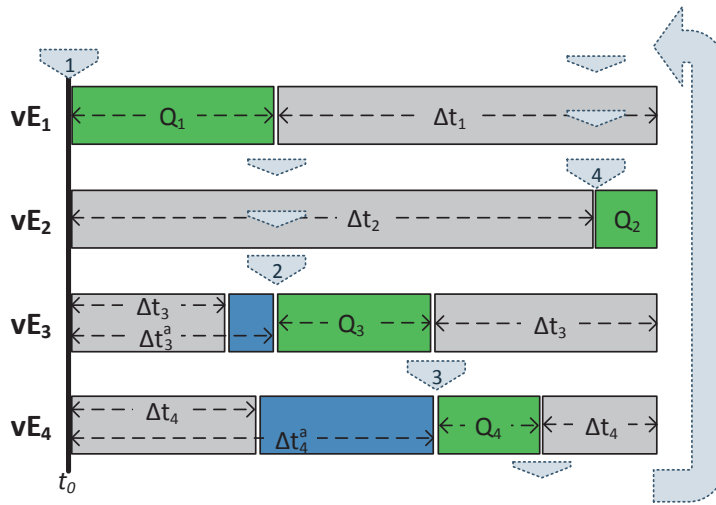 1
vE₁ Q₁ Δt₁
4
vE₂ Δt₂ Q₂
2
vE₃ Δt₃ Q₃ Δt₃
Δt₃ᵃ
3
vE₄ Δt₄ Q₄ Δt₄
Δt₄ᵃ
t₀